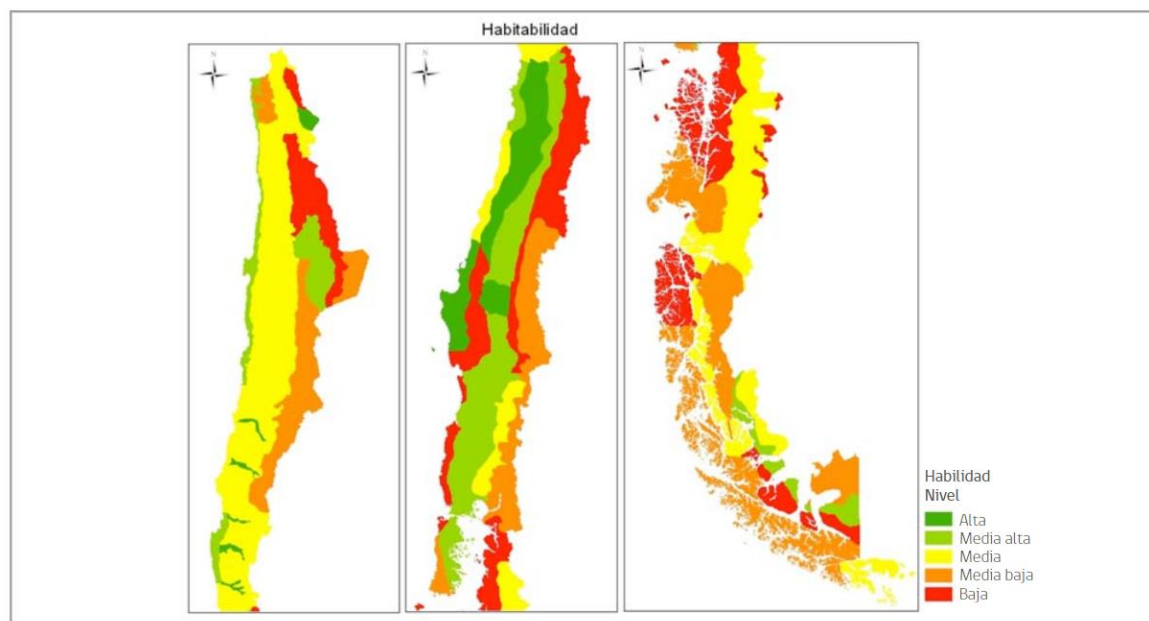 Habitabilidad
N
N
N
Habilidad
Nivel
Alta
Media alta
Media
Media baja
Baja